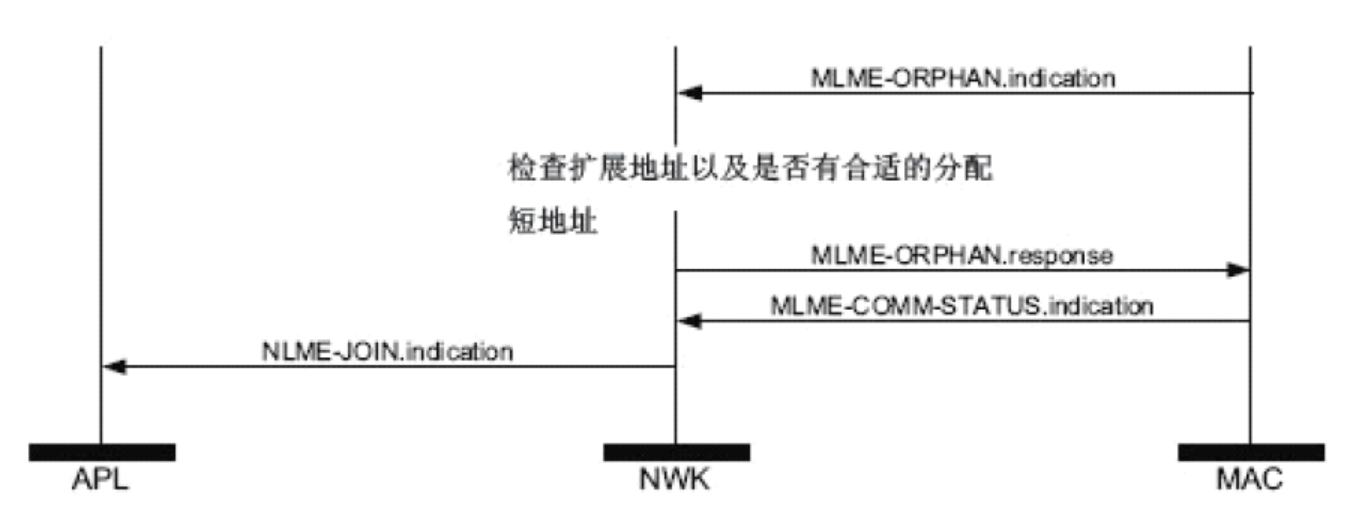 MLME-ORPHAN.indication
检查扩展地址以及是否有合适的分配
短地址
MLME-ORPHAN.response
MLME-COMM-STATUS.indication
NLME-JOIN.indication
APL
NWK
MAC